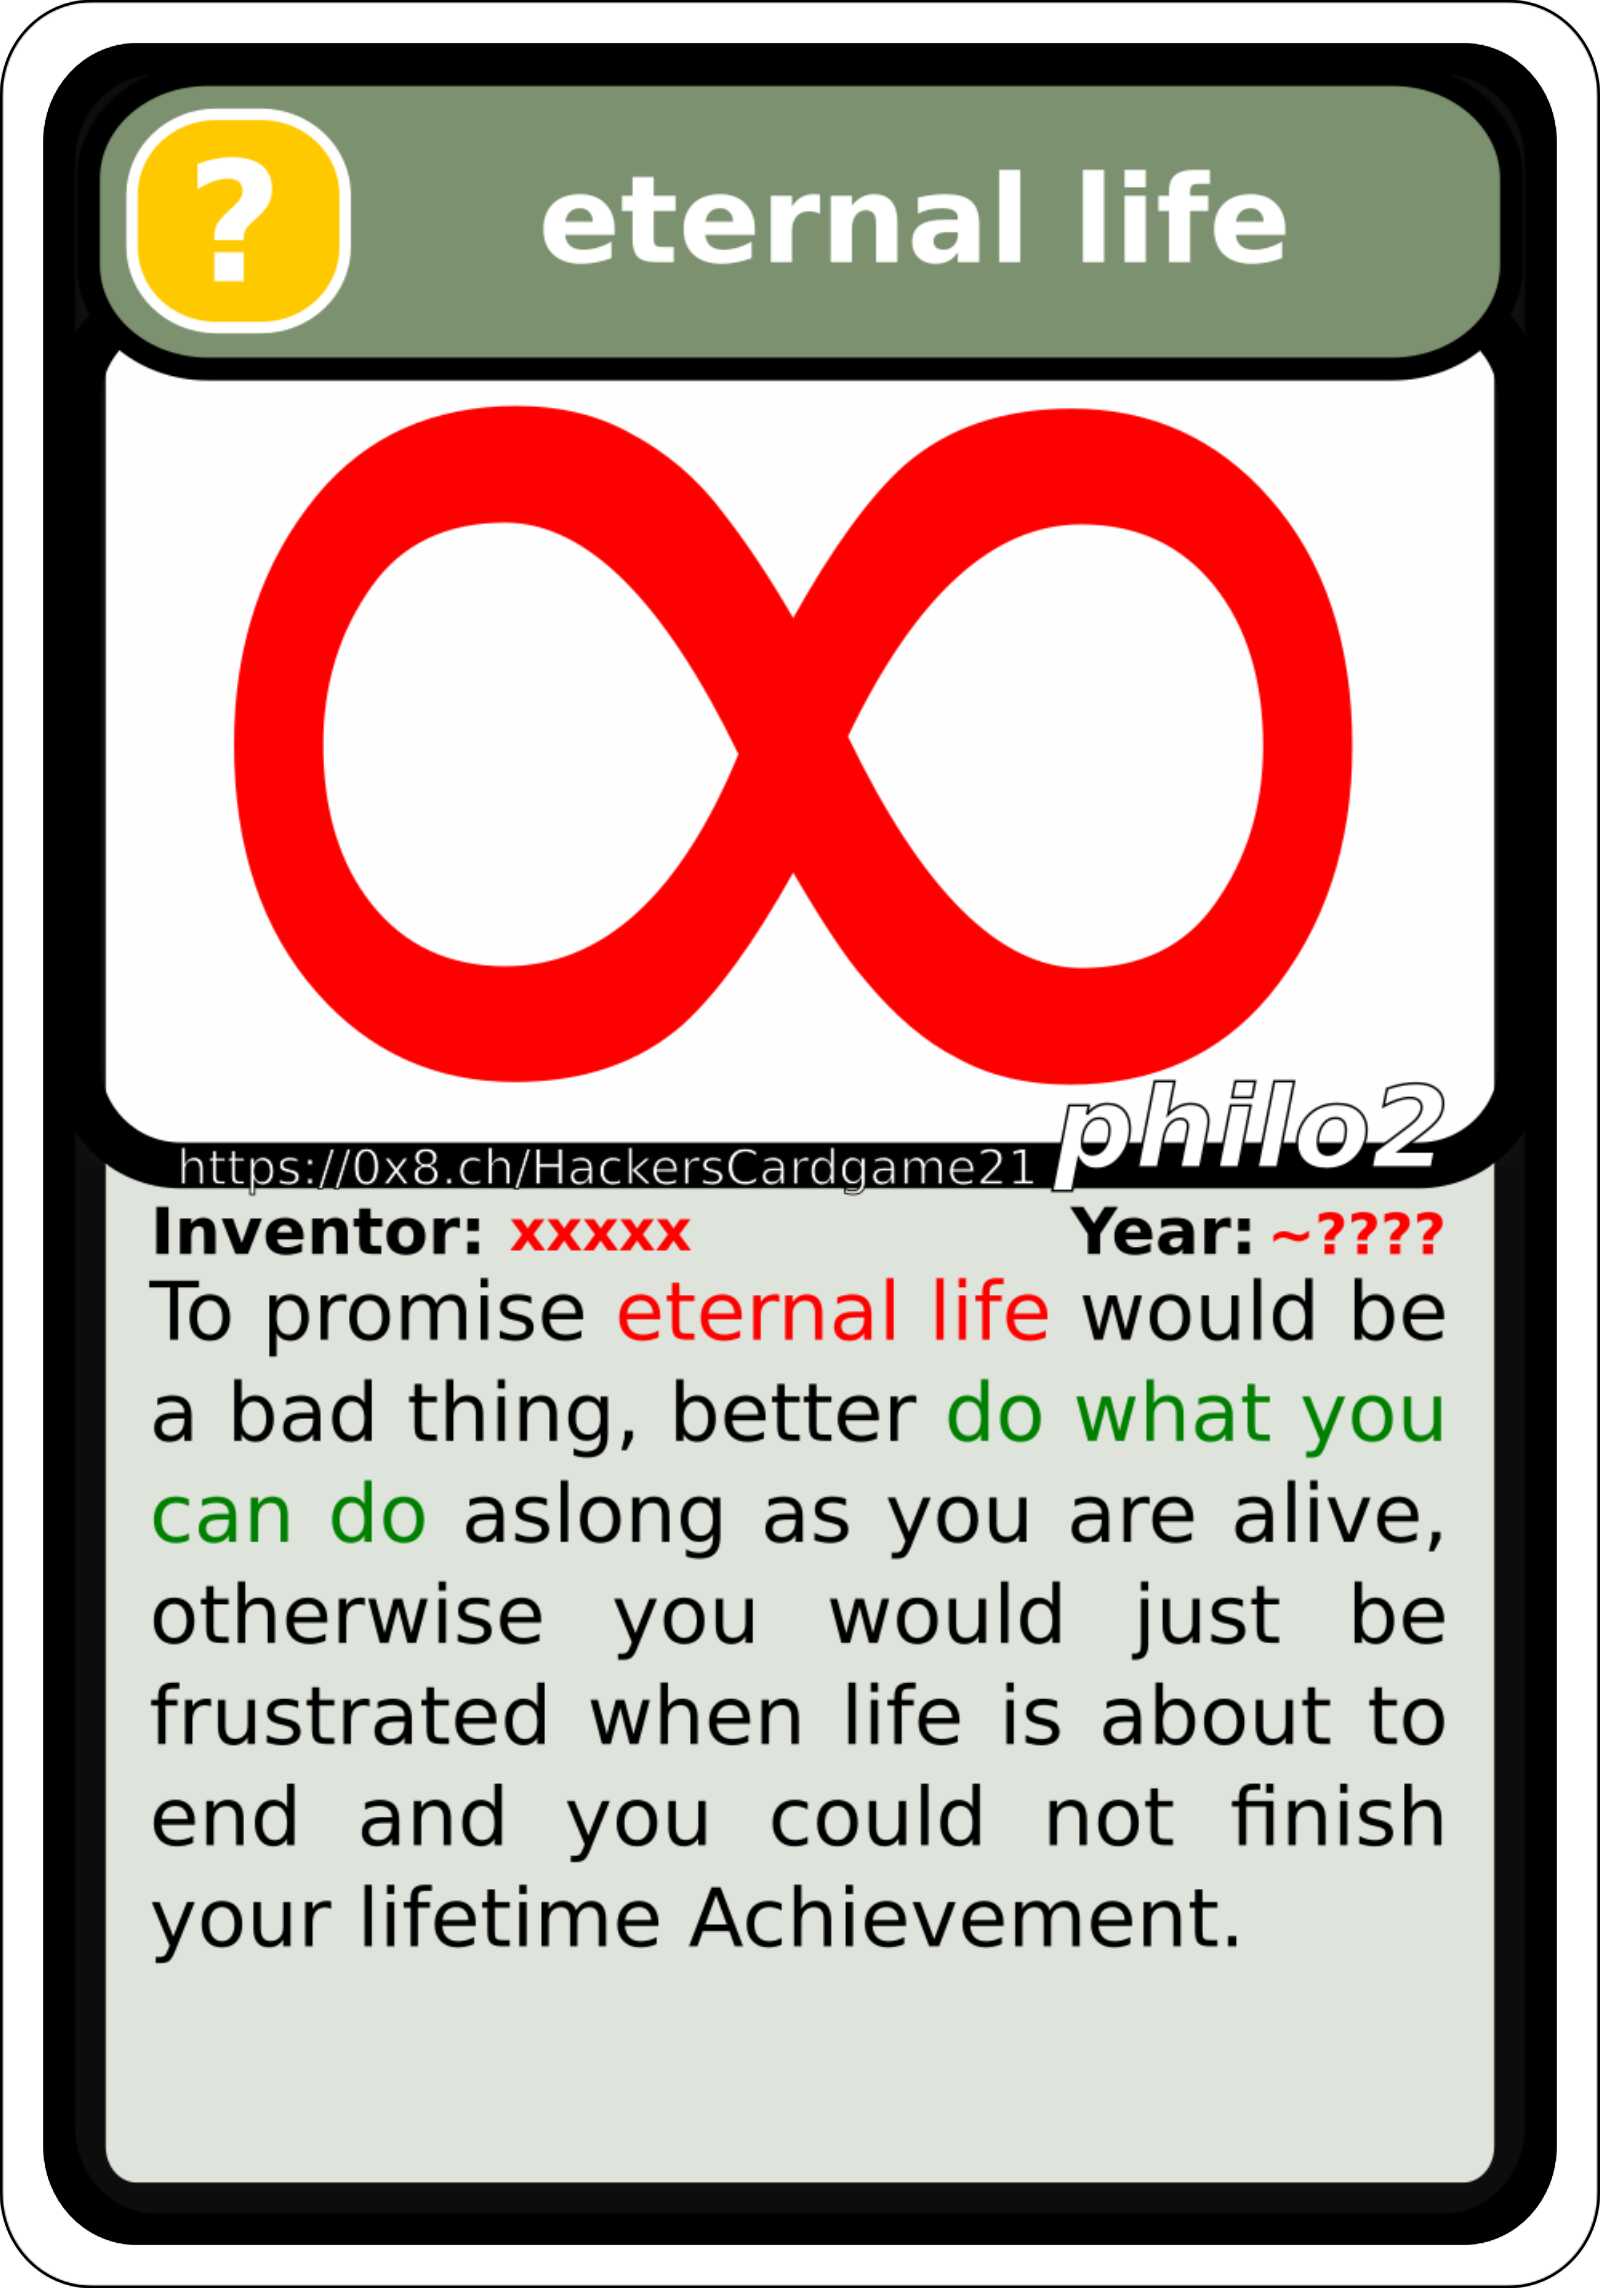 ?
eternal life
philo2
https://0x8.ch/HackersCardgame21
Inventor: xxxxx Year: ~????
To promise eternal life would be
a bad thing, better do what you
can do aslong as you are alive,
otherwise you would just be
frustrated when life is about to
end and you could not finish
your lifetime Achievement.